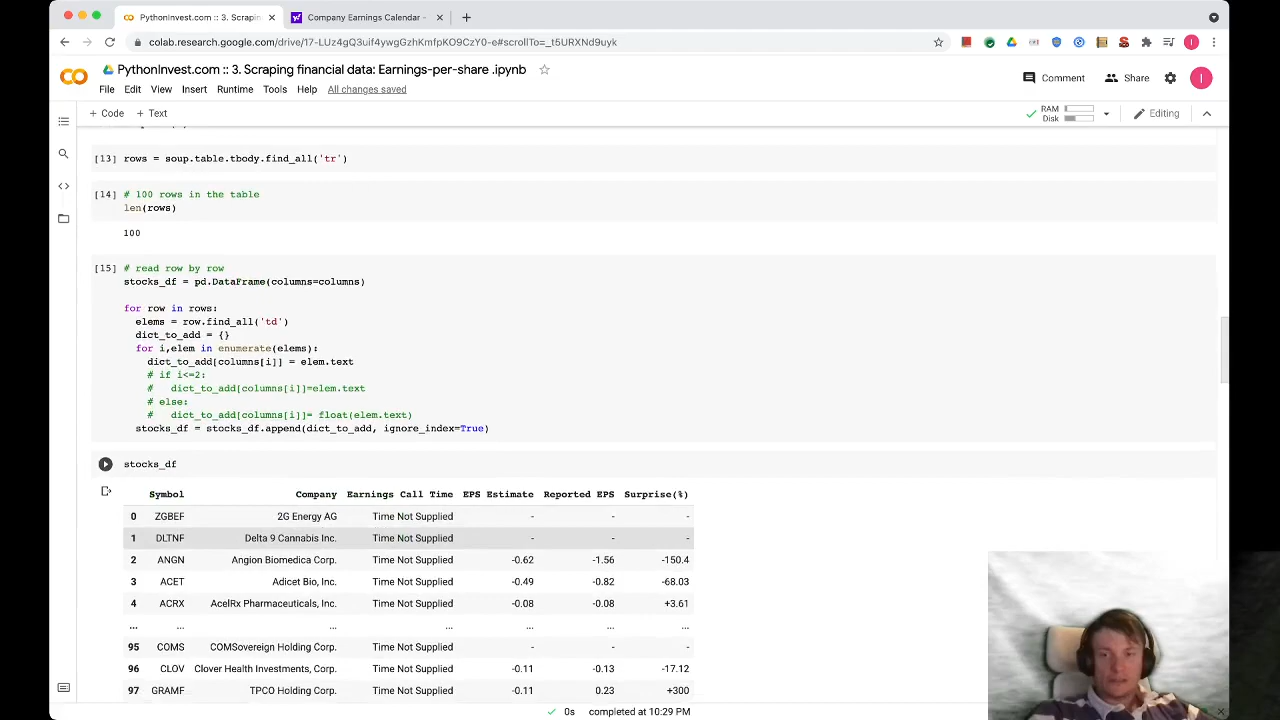 PythonInvest.com :: 3. Scrapin
Company Earnings Calendar -
colab.research.google.com/drive/17-LUz4gQ3uif4ywgGzhKmfpKO9CzY0-e#scrollTo=_t5URXNd9uyk
PythonInvest.com :: 3. Scraping financial data: Earnings-per-share .ipynb
Comment
Share
I
File Edit View Insert Runtime Tools Help All changes saved
+ Code + Text
RAM
Disk
Editing
[13] rows = soup.table.tbody.find_all('tr')
[14] # 100 rows in the table
len(rows)
100
[15] # read row by row
stocks_df = pd.DataFrame(columns=columns)
for row in rows:
elems = row.find_all('td')
dict_to_add = {}
for i,elem in enumerate(elems):
dict_to_add[columns[i]] = elem.text
# if i<=2:
#   dict_to_add[columns[i]]=elem.text
# else:
#   dict_to_add[columns[i]]= float(elem.text)
stocks_df = stocks_df.append(dict_to_add, ignore_index=True)
stocks_df
Symbol Company Earnings Call Time EPS Estimate Reported EPS Surprise(%)
0 ZGBEF 2G Energy AG Time Not Supplied - - -
1 DLTNF Delta 9 Cannabis Inc. Time Not Supplied - - -
2 ANGN Angion Biomedica Corp. Time Not Supplied -0.62 -1.56 -150.4
3 ACET Adicet Bio, Inc. Time Not Supplied -0.49 -0.82 -68.03
4 ACRX AcelRx Pharmaceuticals, Inc. Time Not Supplied -0.08 -0.08 +3.61
... ... ... ... ... ... ...
95 COMS COMSovereign Holding Corp. Time Not Supplied - - -
96 CLOV Clover Health Investments, Corp. Time Not Supplied -0.11 -0.13 -17.12
97 GRAMF TPCO Holding Corp. Time Not Supplied -0.11 0.23 +300
0s completed at 10:29 PM